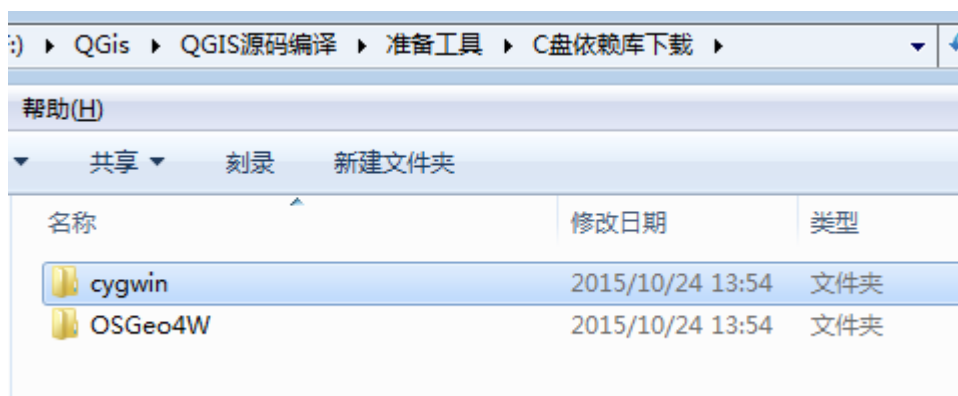 :) ▸ QGis ▸ QGIS源码编译 ▸ 准备工具 ▸ C盘依赖库下载 ▸
帮助(H)
共享 刻录 新建文件夹
名称 修改日期 类型
cygwin 2015/10/24 13:54 文件夹
OSGeo4W 2015/10/24 13:54 文件夹